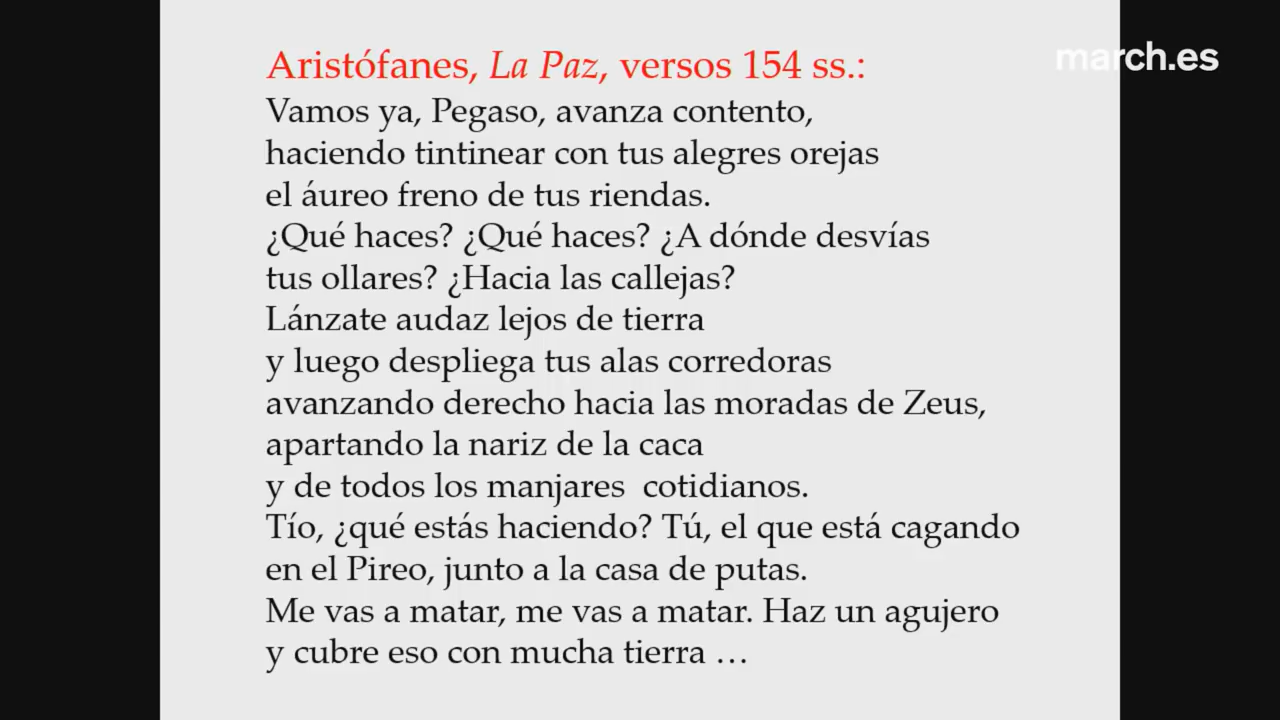 Aristófanes, La Paz, versos 154 ss.:
march.es
Vamos ya, Pegaso, avanza contento,
haciendo tintinear con tus alegres orejas
el áureo freno de tus riendas.
¿Qué haces? ¿Qué haces? ¿A dónde desvías
tus ollares? ¿Hacia las callejas?
Lánzate audaz lejos de tierra
y luego despliega tus alas corredoras
avanzando derecho hacia las moradas de Zeus,
apartando la nariz de la caca
y de todos los manjares  cotidianos.
Tío, ¿qué estás haciendo? Tú, el que está cagando
en el Pireo, junto a la casa de putas.
Me vas a matar, me vas a matar. Haz un agujero
y cubre eso con mucha tierra …